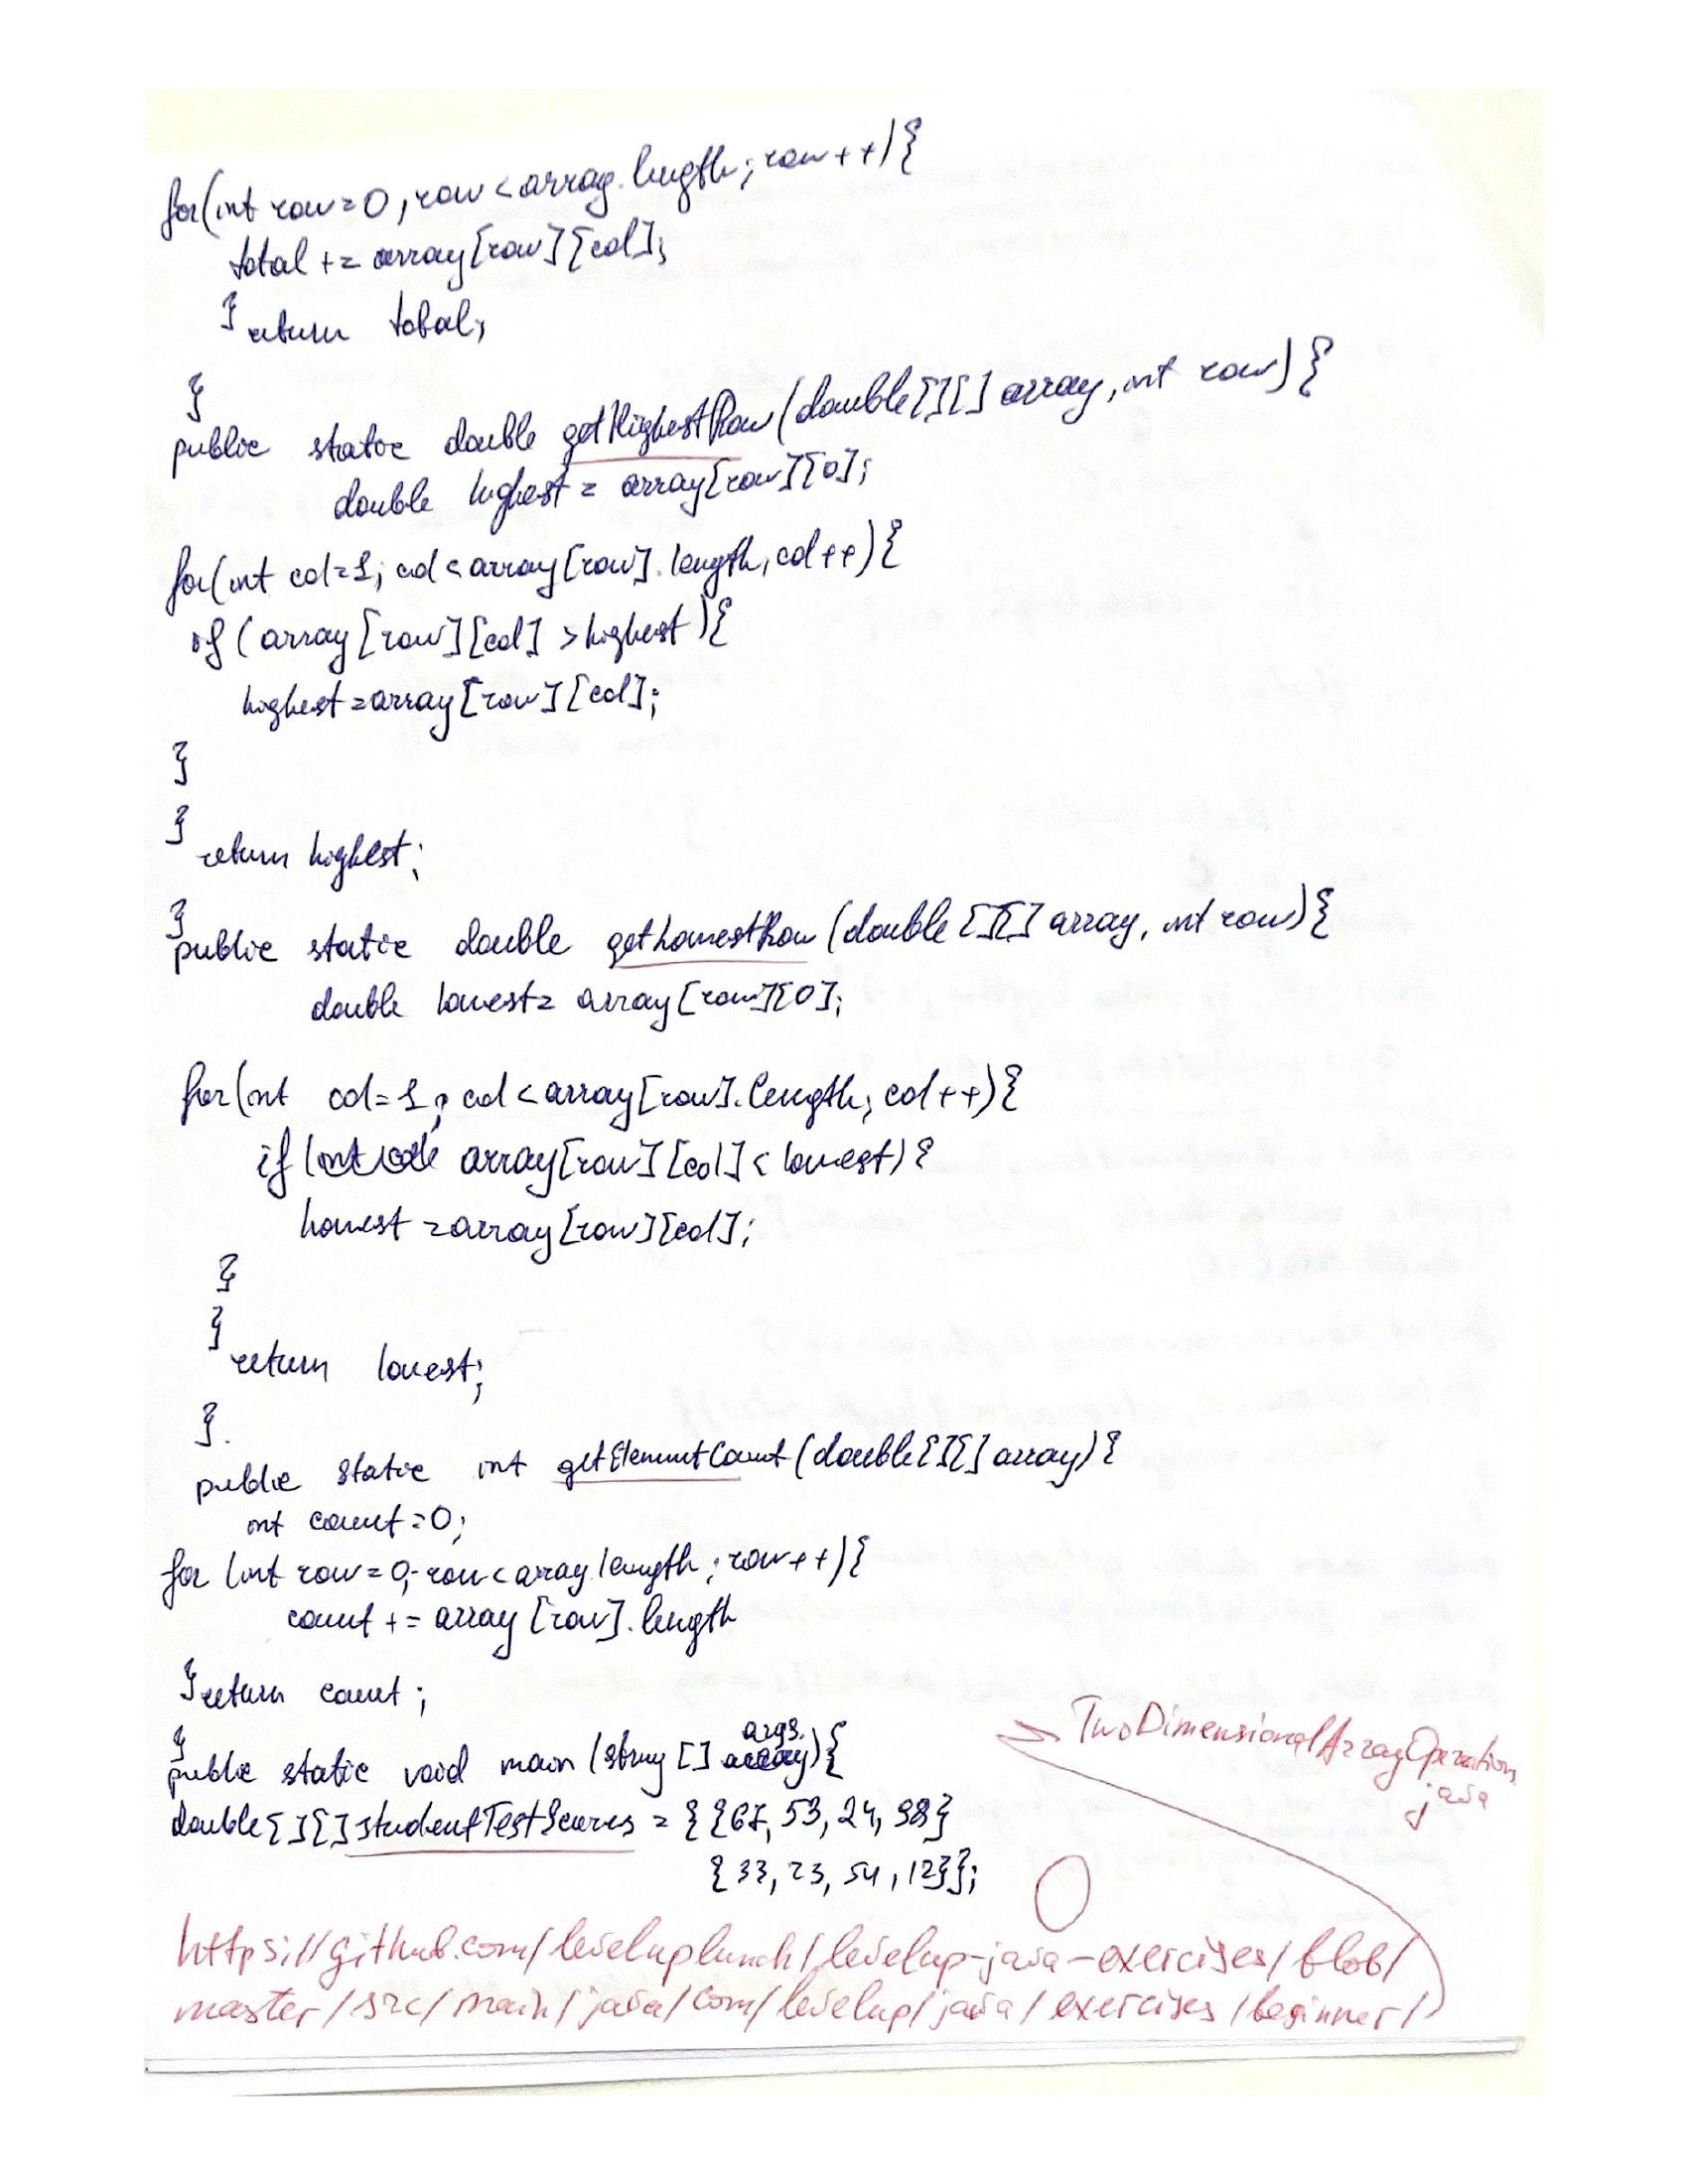 for(int row=0, row<array.length; row++){
total += array[row][col];
} return total;
}
public static double getHighestRow(double[][] array, int row){
double highest = array[row][0];
for(int col=1; col<array[row].length, col++){
if (array[row][col] >highest){
highest=array[row][col];
}
}
return highest;
}
public static double getLowestRow (double [][] array, int row){
double lowest= array[row][0];
for(int col=1; col<array[row].length; col++){
if ( array[row][col] < lowest){
lowest =array[row][col];
}
}
return lowest;
}.
public static int getElementCount (double[][] array){
int count=0;
for (int row=0; row<array.length; row++){
count += array [row].length
} return count;
}
args.
public static void main (string [] array){
double[][] studentTestScores = {{67, 53, 24, 98}
{33, 23, 54, 12}};
TwoDimensionalArrayOperations
java
0
https://github.com/leveluplunch/levelup-java-exercises/blob/
master/src/main/java/com/levelup/java/exercises/beginner/